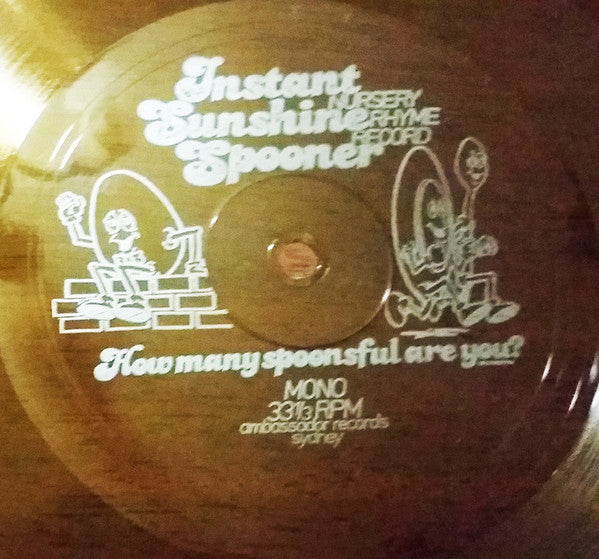 Instant
Sunshine
Spooner
NURSERY
RHYME
RECORD
How many spoonsful are you?
MONO
33⅓ RPM
ambassador records
sydney